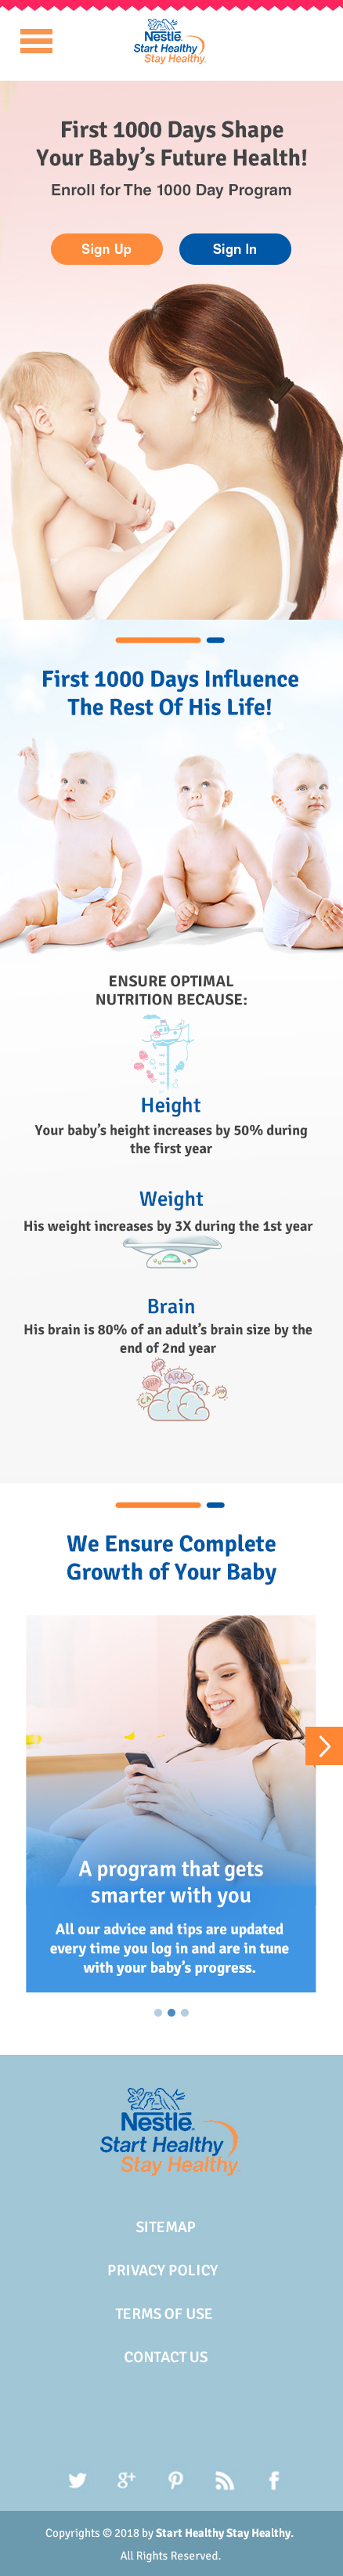 Nestlé
Start Healthy
Stay Healthy
First 1000 Days Shape
Your Baby's Future Health!
Enroll for The 1000 Day Program
Sign Up
Sign In
First 1000 Days Influence
The Rest Of His Life!
ENSURE OPTIMAL
NUTRITION BECAUSE:
Height
Your baby's height increases by 50% during
the first year
Weight
His weight increases by 3X during the 1st year
Brain
His brain is 80% of an adult's brain size by the
end of 2nd year
DHA
ARA
Fe
CA
We Ensure Complete
Growth of Your Baby
A program that gets
smarter with you
All our advice and tips are updated
every time you log in and are in tune
with your baby's progress.
Nestlé
Start Healthy
Stay Healthy
SITEMAP
PRIVACY POLICY
TERMS OF USE
CONTACT US
Copyrights © 2018 by Start Healthy Stay Healthy.
All Rights Reserved.